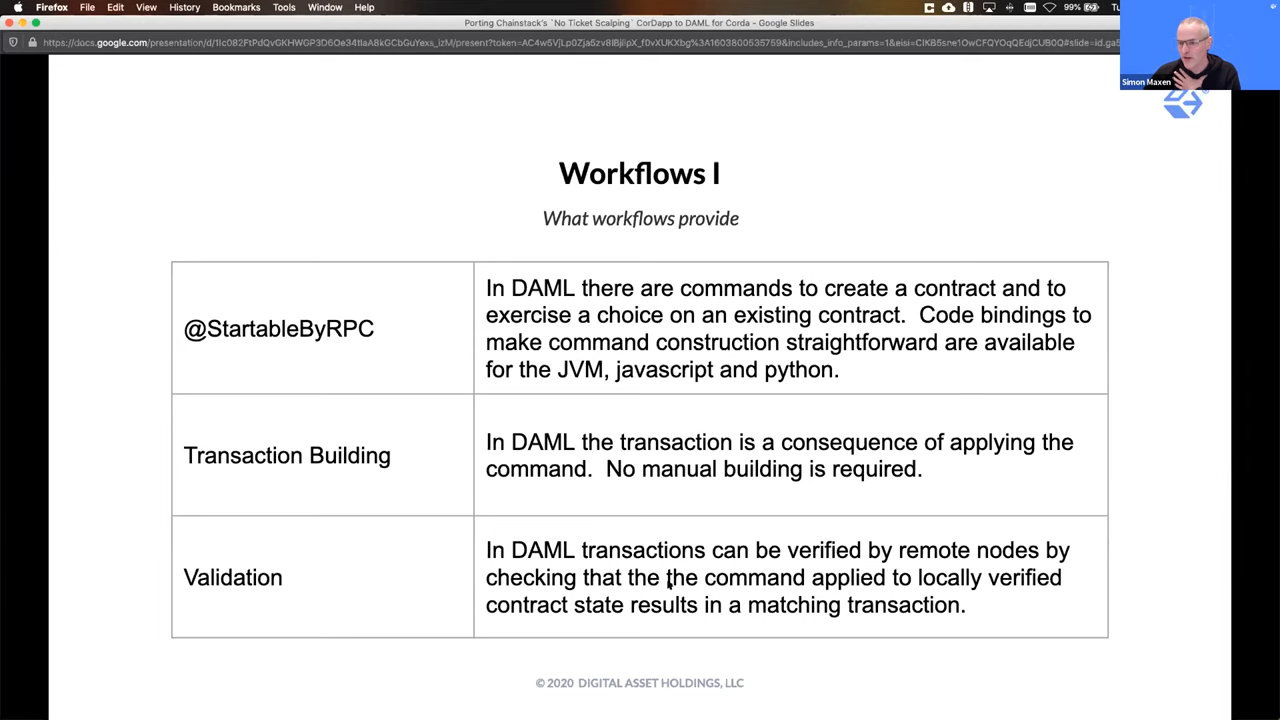 Firefox File Edit View History Bookmarks Tools Window Help 99% Tu
Porting Chainstack's `No Ticket Scalping` CorDapp to DAML for Corda - Google Slides
Simon Maxen
Workflows I
What workflows provide
@StartableByRPC
In DAML there are commands to create a contract and to
exercise a choice on an existing contract. Code bindings to
make command construction straightforward are available
for the JVM, javascript and python.
Transaction Building
In DAML the transaction is a consequence of applying the
command. No manual building is required.
Validation
In DAML transactions can be verified by remote nodes by
checking that the the command applied to locally verified
contract state results in a matching transaction.
© 2020 DIGITAL ASSET HOLDINGS, LLC